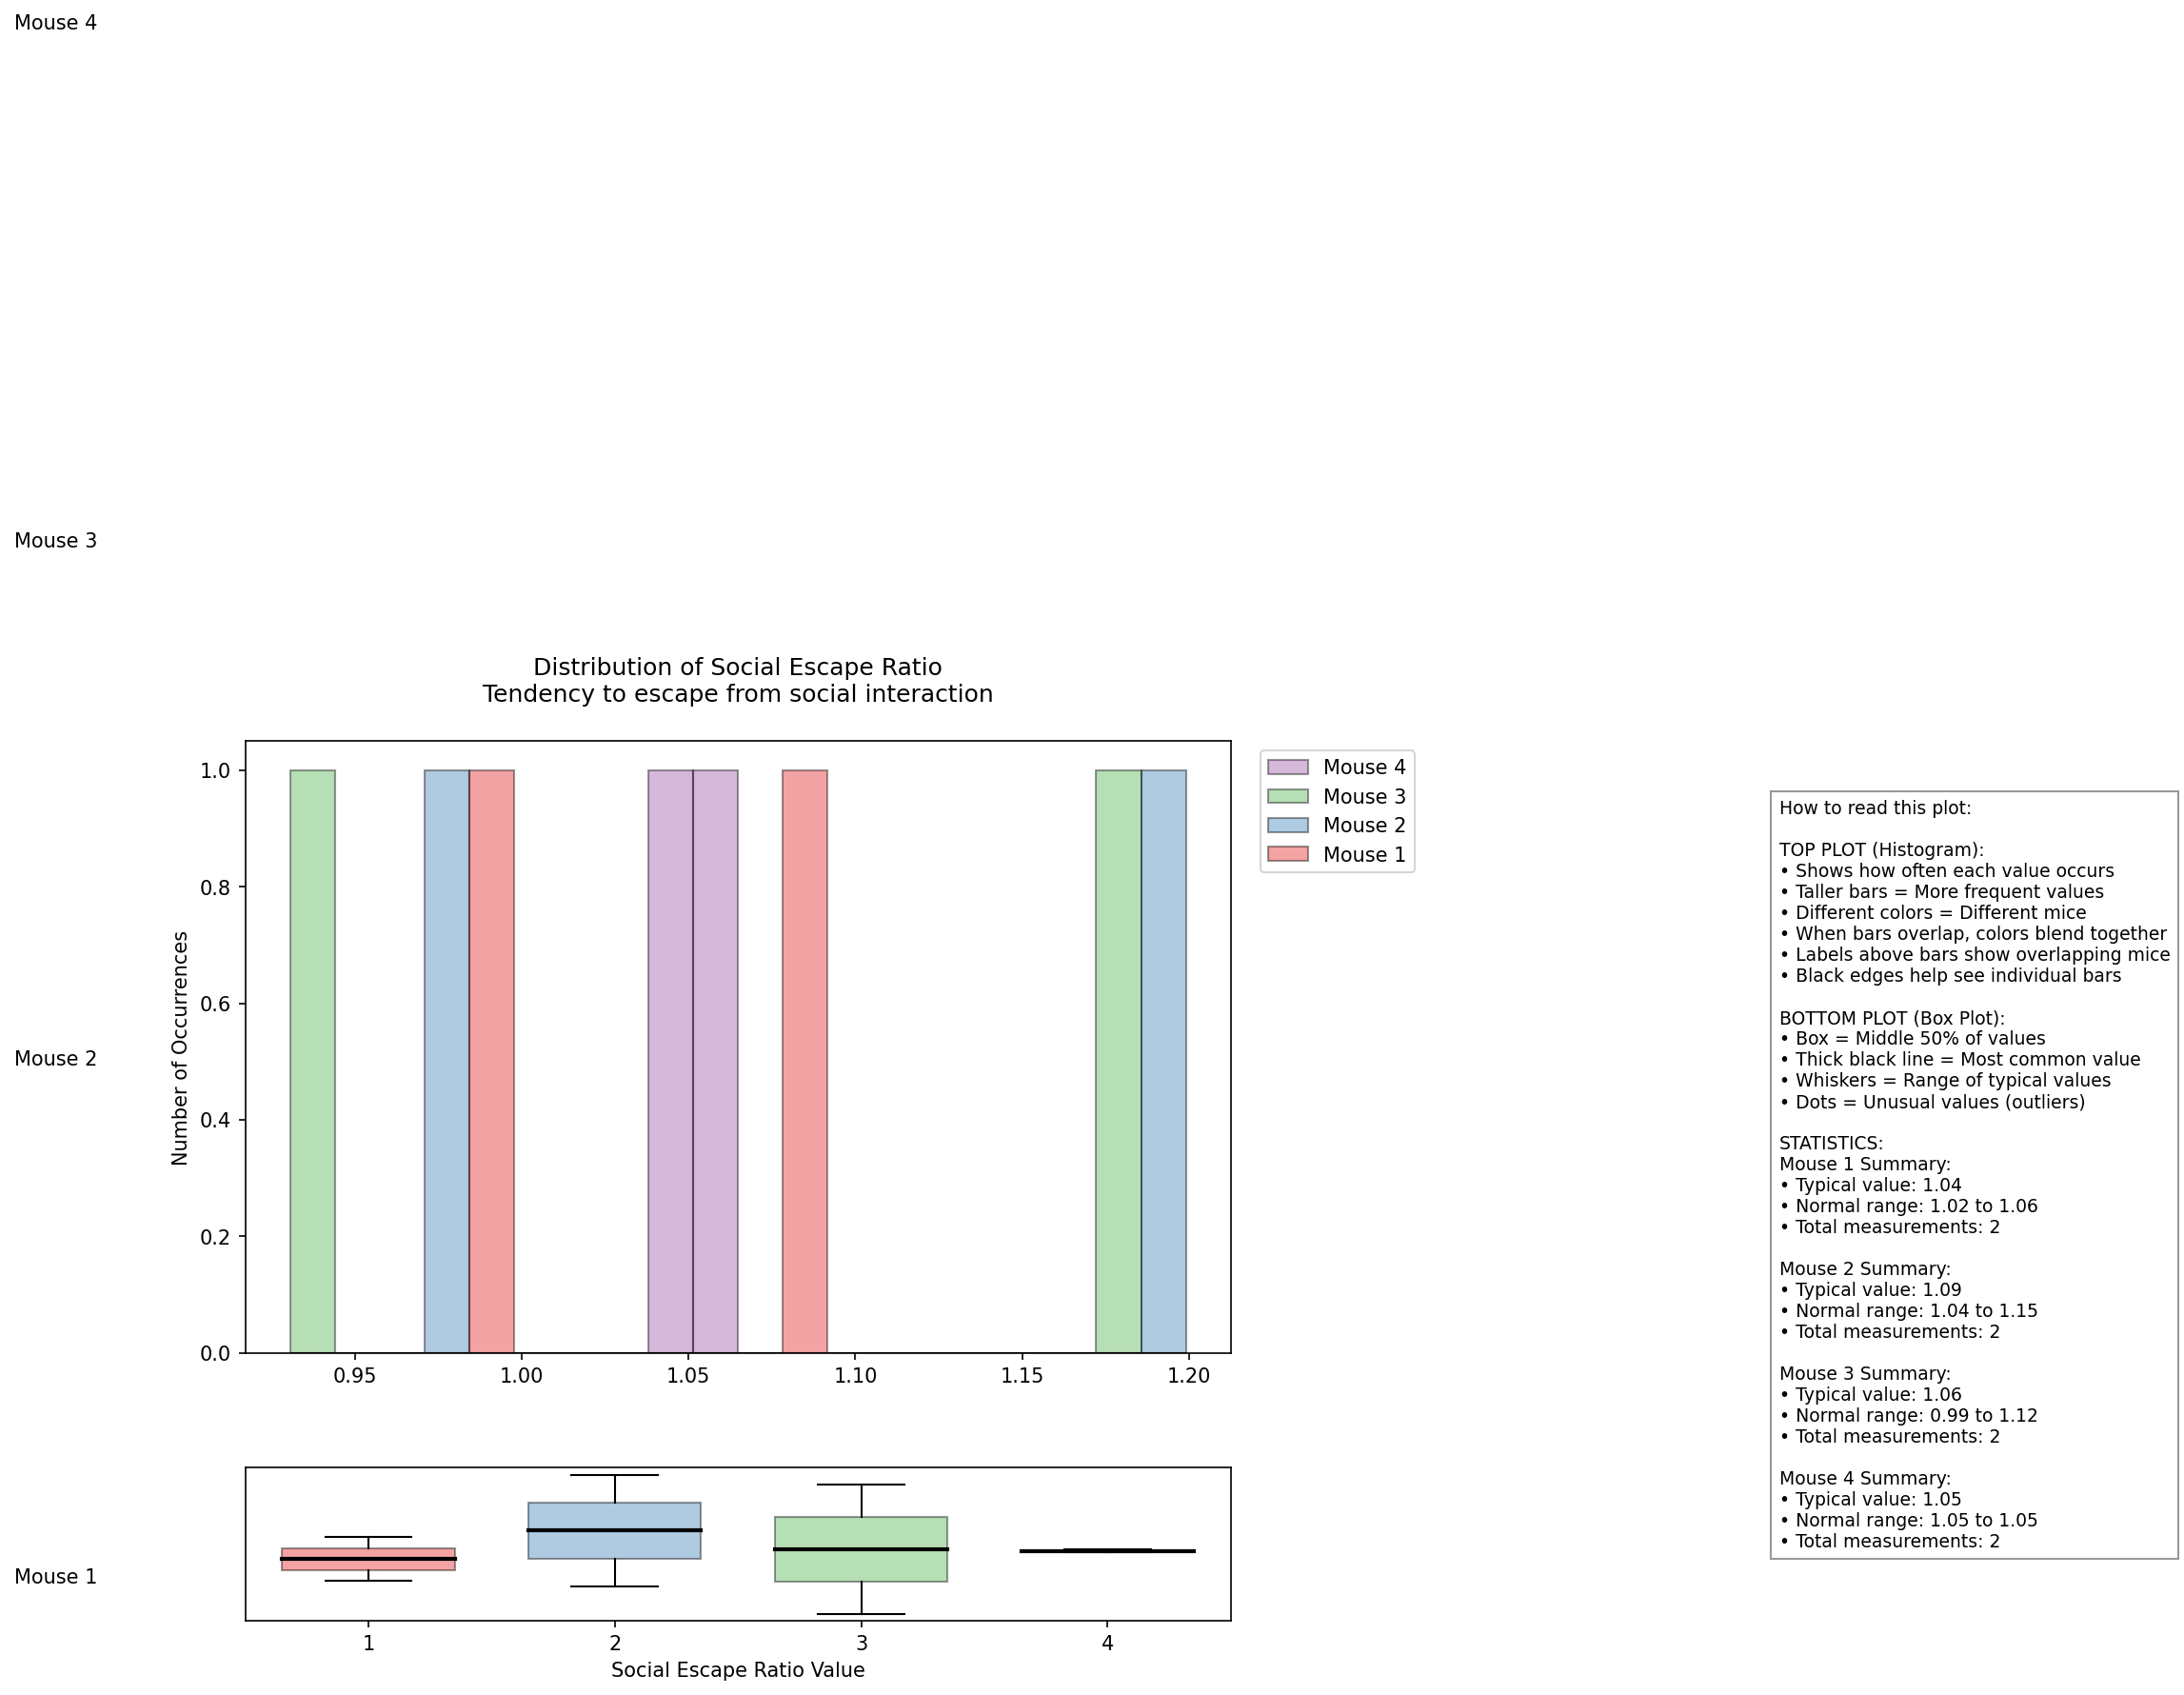 Mouse 4
Mouse 3
Distribution of Social Escape Ratio
Tendency to escape from social interaction
1.0
0.8
0.6
0.4
0.2
0.0
Number of Occurrences
0.95
1.00
1.05
1.10
1.15
1.20
Mouse 4
Mouse 3
Mouse 2
Mouse 1
Mouse 2
Mouse 1
1
2
3
4
Social Escape Ratio Value
How to read this plot:
TOP PLOT (Histogram):
• Shows how often each value occurs
• Taller bars = More frequent values
• Different colors = Different mice
• When bars overlap, colors blend together
• Labels above bars show overlapping mice
• Black edges help see individual bars
BOTTOM PLOT (Box Plot):
• Box = Middle 50% of values
• Thick black line = Most common value
• Whiskers = Range of typical values
• Dots = Unusual values (outliers)
STATISTICS:
Mouse 1 Summary:
• Typical value: 1.04
• Normal range: 1.02 to 1.06
• Total measurements: 2
Mouse 2 Summary:
• Typical value: 1.09
• Normal range: 1.04 to 1.15
• Total measurements: 2
Mouse 3 Summary:
• Typical value: 1.06
• Normal range: 0.99 to 1.12
• Total measurements: 2
Mouse 4 Summary:
• Typical value: 1.05
• Normal range: 1.05 to 1.05
• Total measurements: 2